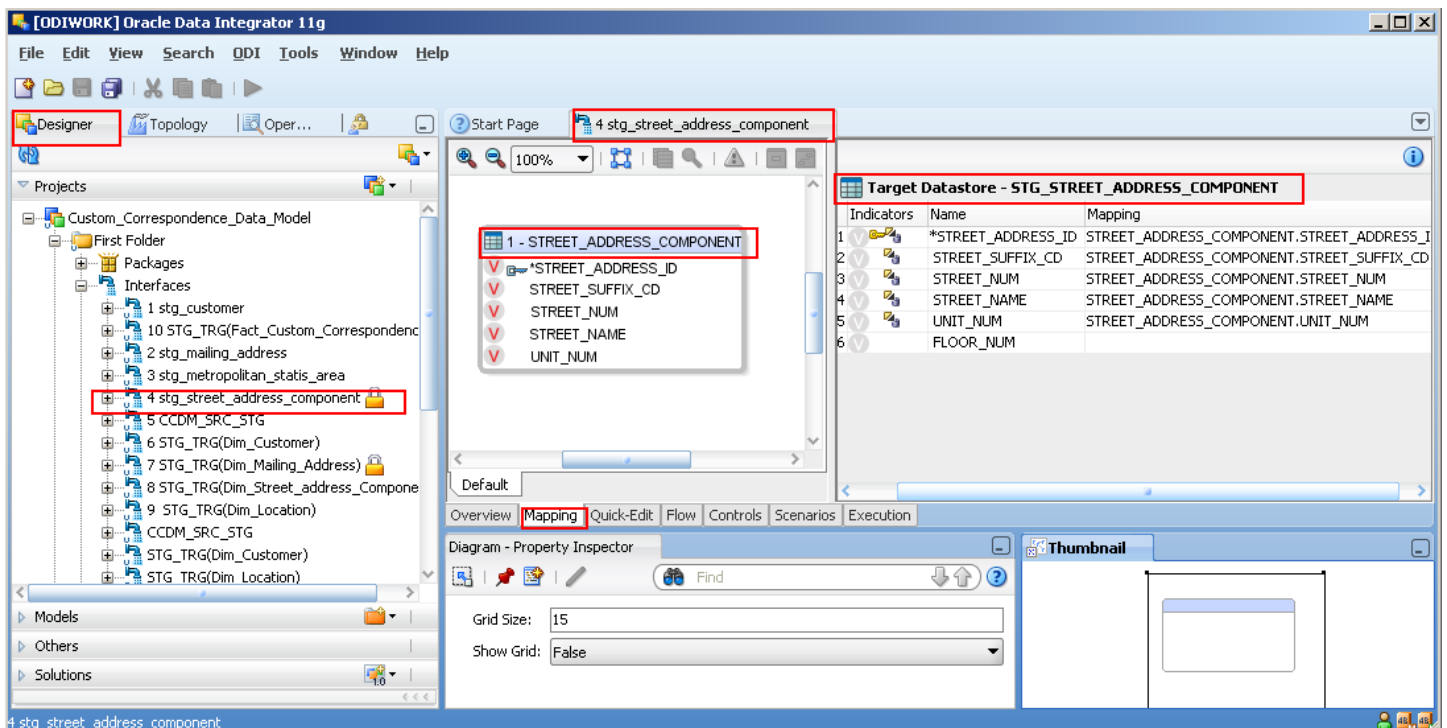 [ODIWORK] Oracle Data Integrator 11g
File Edit View Search ODI Tools Window Help
Designer Topology Oper...
Projects
Custom_Correspondence_Data_Model
First Folder
Packages
Interfaces
1 stg_customer
10 STG_TRG(Fact_Custom_Correspondenc
2 stg_mailing_address
3 stg_metropolitan_statis_area
4 stg_street_address_component
5 CCDM_SRC_STG
6 STG_TRG(Dim_Customer)
7 STG_TRG(Dim_Mailing_Address)
8 STG_TRG(Dim_Street_address_Compone
9 STG_TRG(Dim_Location)
CCDM_SRC_STG
STG_TRG(Dim_Customer)
STG_TRG(Dim_Location)
Models
Others
Solutions
1.0
Start Page 4 stg_street_address_component
100%
1 - STREET_ADDRESS_COMPONENT
V *STREET_ADDRESS_ID
V STREET_SUFFIX_CD
V STREET_NUM
V STREET_NAME
V UNIT_NUM
Default
Target Datastore - STG_STREET_ADDRESS_COMPONENT
Indicators Name Mapping
1 V *STREET_ADDRESS_ID STREET_ADDRESS_COMPONENT.STREET_ADDRESS_I
2 V STREET_SUFFIX_CD STREET_ADDRESS_COMPONENT.STREET_SUFFIX_CD
3 V STREET_NUM STREET_ADDRESS_COMPONENT.STREET_NUM
4 V STREET_NAME STREET_ADDRESS_COMPONENT.STREET_NAME
5 V UNIT_NUM STREET_ADDRESS_COMPONENT.UNIT_NUM
6 V FLOOR_NUM
Overview Mapping Quick-Edit Flow Controls Scenarios Execution
Diagram - Property Inspector
Find
Grid Size: 15
Show Grid: False
Thumbnail
4 stg_street_address_component